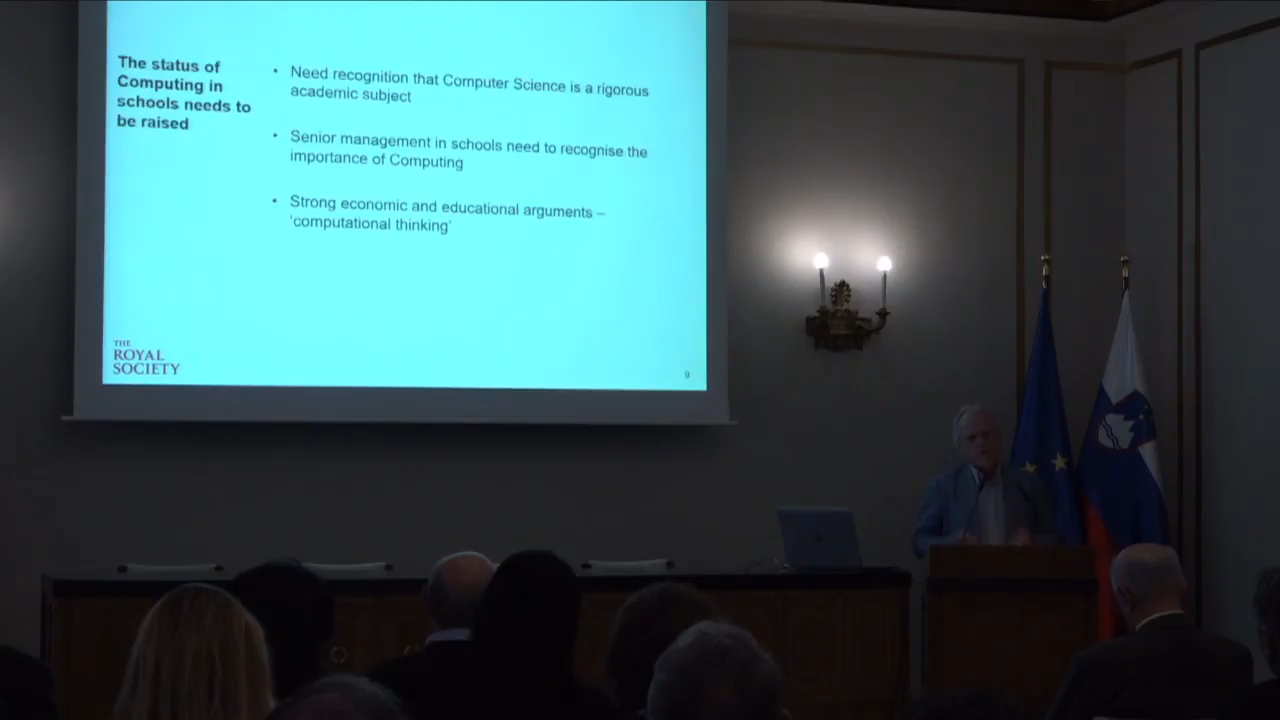 The status of
Computing in
schools needs to
be raised
• Need recognition that Computer Science is a rigorous
academic subject
• Senior management in schools need to recognise the
importance of Computing
• Strong economic and educational arguments –
‘computational thinking’
THE
ROYAL
SOCIETY
9